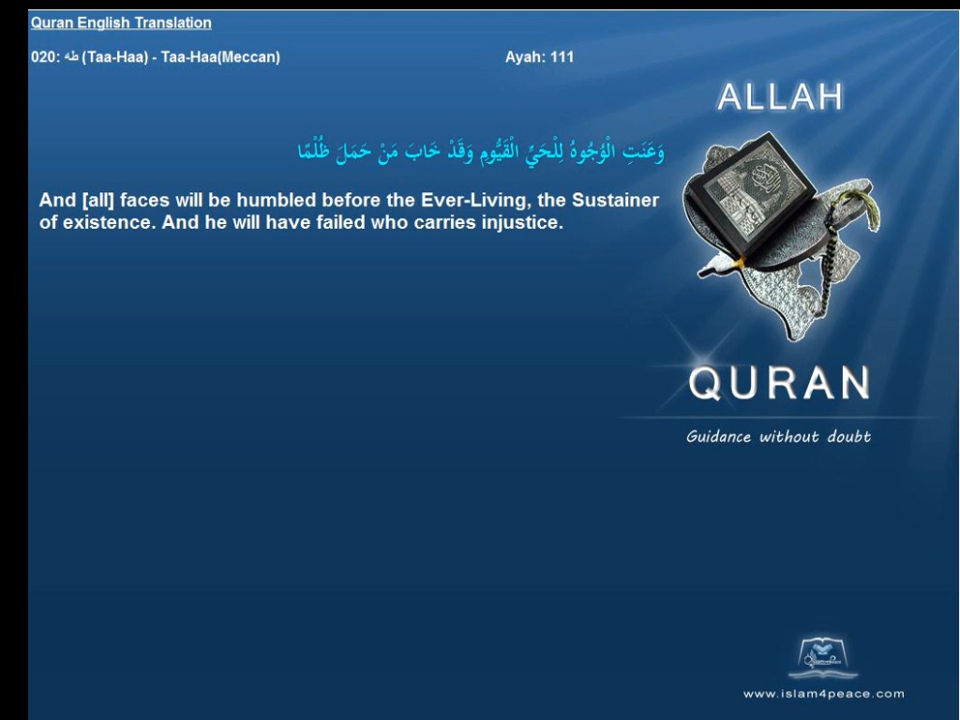 Quran English Translation
020: طه (Taa-Haa) - Taa-Haa(Meccan) Ayah: 111
ALLAH
وَعَنَتِ الْوُجُوهُ لِلْحَيِّ الْقَيُّومِ وَقَدْ خَابَ مَنْ حَمَلَ ظُلْمًا
And [all] faces will be humbled before the Ever-Living, the Sustainer
of existence. And he will have failed who carries injustice.
QURAN
Guidance without doubt
www.islam4peace.com